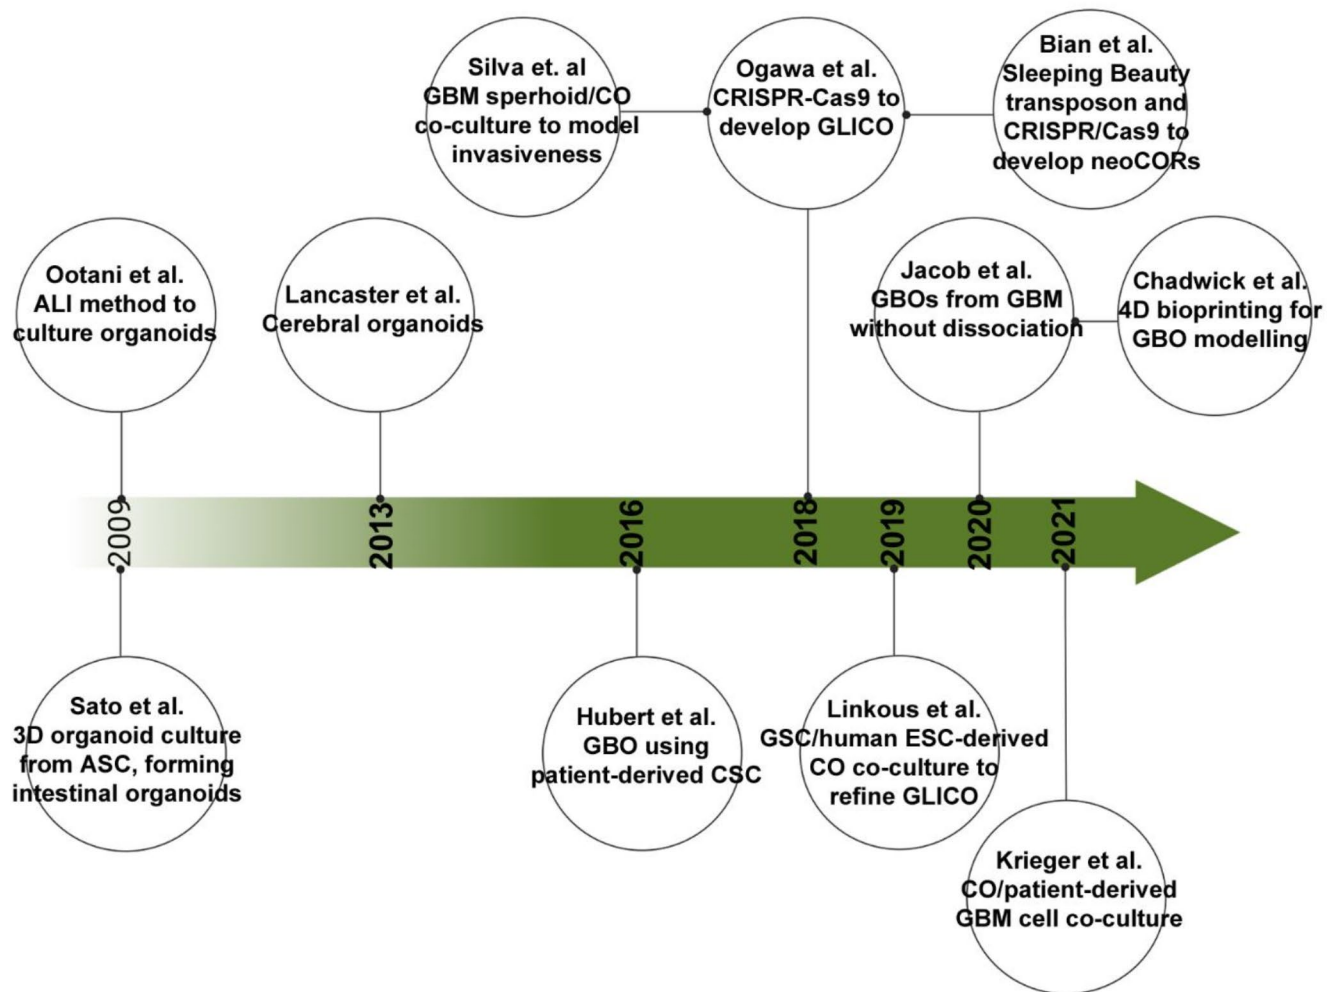 Silva et. al
GBM sperhoid/CO
co-culture to model
invasiveness
Ogawa et al.
CRISPR-Cas9 to
develop GLICO
Bian et al.
Sleeping Beauty
transposon and
CRISPR/Cas9 to
develop neoCORs
Ootani et al.
ALI method to
culture organoids
Lancaster et al.
Cerebral organoids
Jacob et al.
GBOs from GBM
without dissociation
Chadwick et al.
4D bioprinting for
GBO modelling
2009
2013
2016
2018
2019
2020
2021
Sato et al.
3D organoid culture
from ASC, forming
intestinal organoids
Hubert et al.
GBO using
patient-derived CSC
Linkous et al.
GSC/human ESC-derived
CO co-culture to
refine GLICO
Krieger et al.
CO/patient-derived
GBM cell co-culture